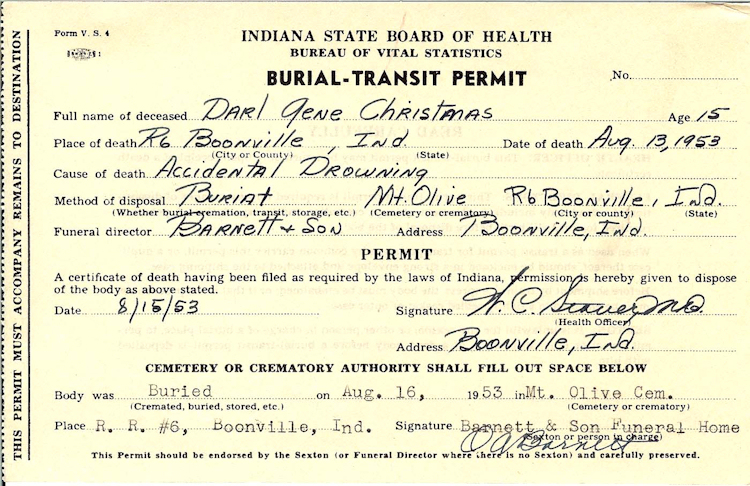 Form V. S. 4
INDIANA STATE BOARD OF HEALTH
BUREAU OF VITAL STATISTICS
BURIAL-TRANSIT PERMIT
No.
Full name of deceased DARL GENE CHRISTMAS Age 15
Place of death R6 BOONVILLE, IND. Date of death AUG. 13, 1953
(City or County) (State)
Cause of death ACCIDENTAL DROWNING
Method of disposal BURIAL MT. OLIVE R6 BOONVILLE, IND.
(Whether burial cremation, transit, storage, etc.) (Cemetery or crematory) (City or county) (State)
Funeral director BARNETT & SON Address BOONVILLE, IND.
PERMIT
A certificate of death having been filed as required by the laws of Indiana, permission is hereby given to dispose
of the body as above stated.
Date 8/15/53 Signature W. C. M.D.
(Health Officer)
Address BOONVILLE, IND.
CEMETERY OR CREMATORY AUTHORITY SHALL FILL OUT SPACE BELOW
Body was Buried on Aug. 16, 1953 in Mt. Olive Cem.
(Cremated, buried, stored, etc.) (Cemetery or crematory)
Place R. R. #6, Boonville, Ind. Signature Barnett & Son Funeral Home
(Sexton or person in charge)
This Permit should be endorsed by the Sexton (or Funeral Director where there is no Sexton) and carefully preserved.
THIS PERMIT MUST ACCOMPANY REMAINS TO DESTINATION